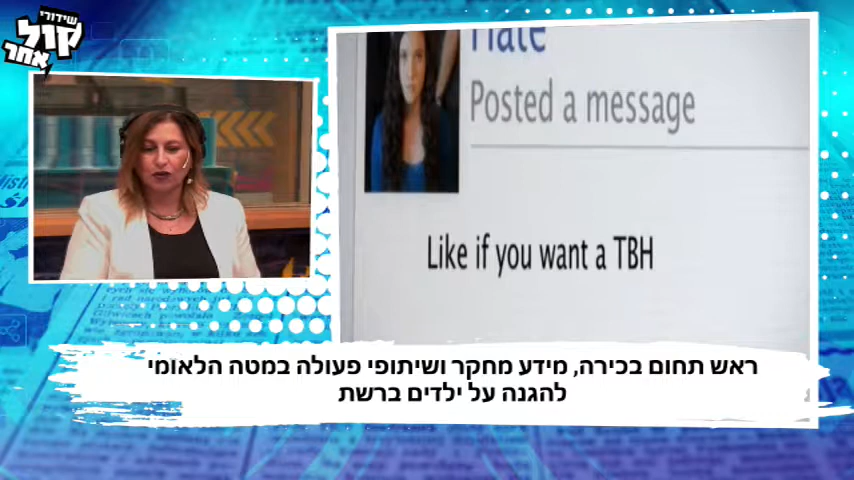 שידורי
קול
אחר
Hate
Posted a message
Like if you want a TBH
ראש תחום בכירה, מידע מחקר ושיתופי פעולה במטה הלאומי
להגנה על ילדים ברשת